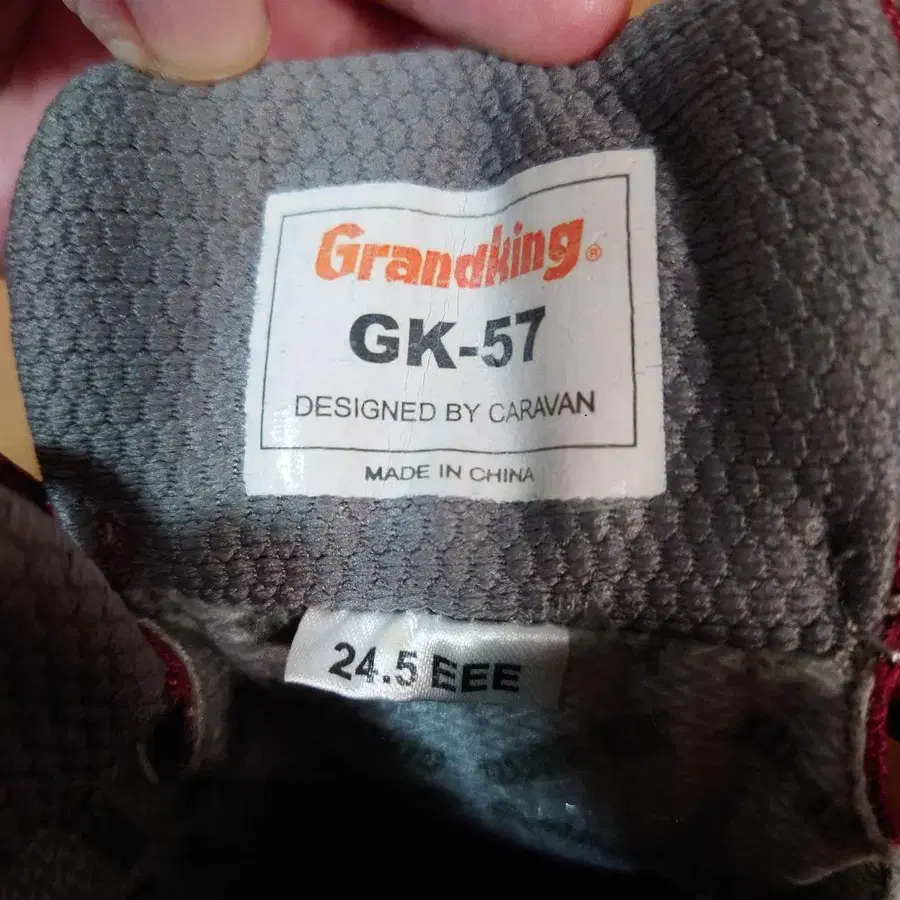 Grandking®
GK-57
DESIGNED BY CARAVAN
MADE IN CHINA
24.5 EEE